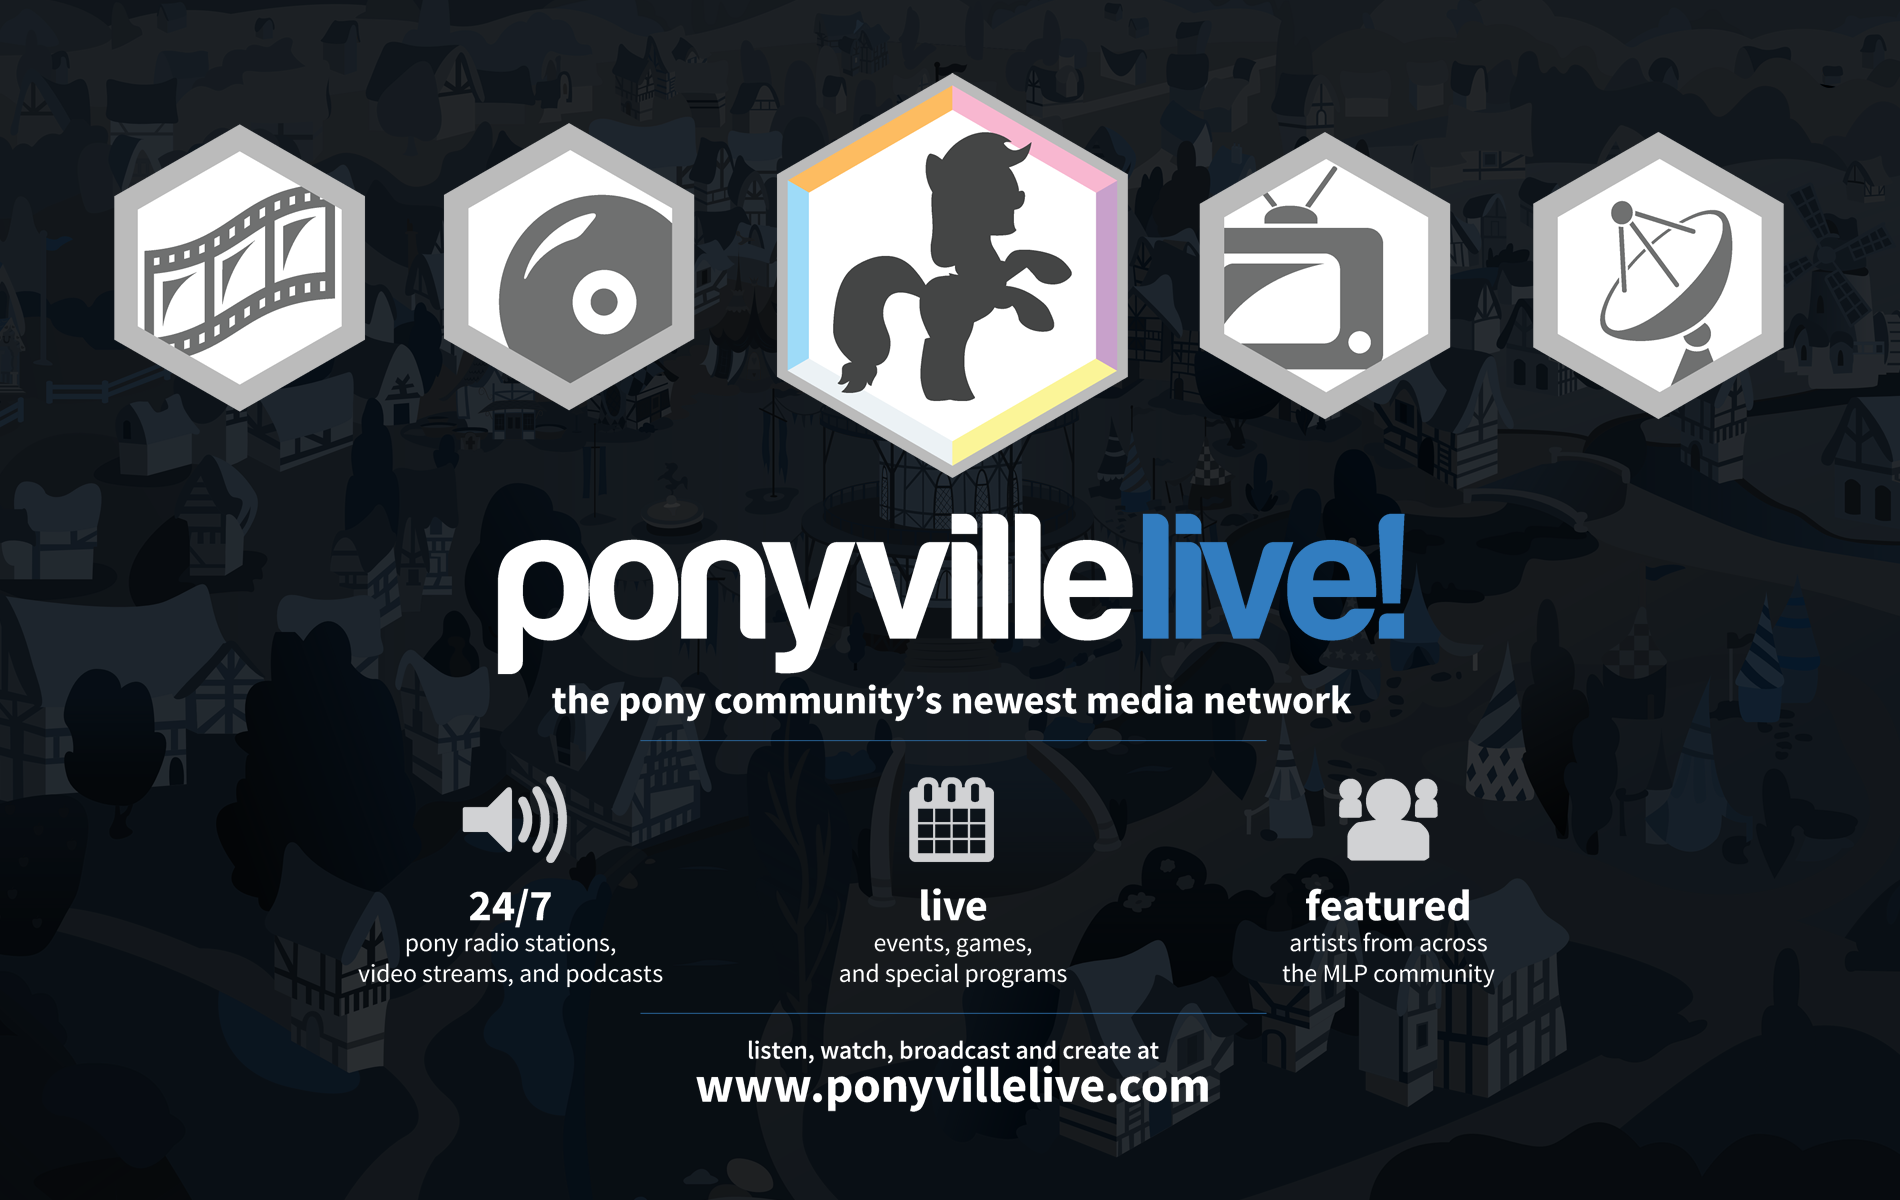 ponyvillelive!
the pony community's newest media network
24/7
pony radio stations,
video streams, and podcasts
live
events, games,
and special programs
featured
artists from across
the MLP community
listen, watch, broadcast and create at
www.ponyvillelive.com